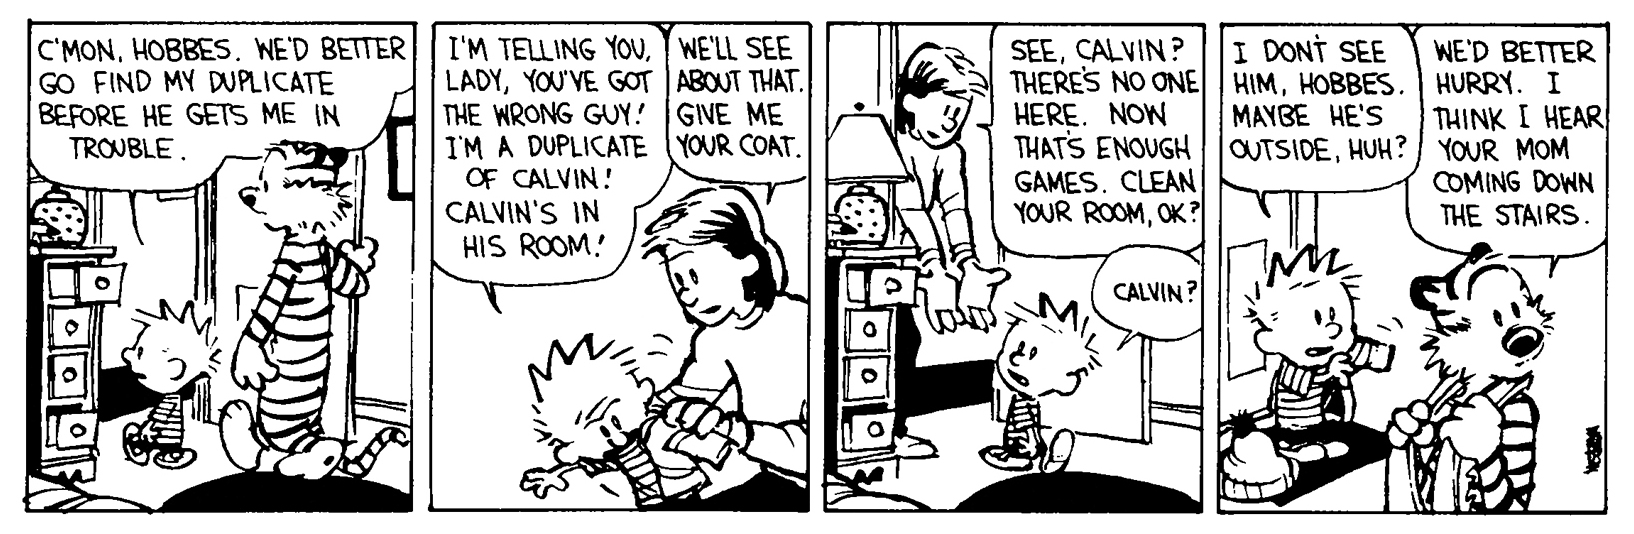 C'MON, HOBBES. WE'D BETTER
GO FIND MY DUPLICATE
BEFORE HE GETS ME IN
TROUBLE.
I'M TELLING YOU,
LADY, YOU'VE GOT
THE WRONG GUY!
I'M A DUPLICATE
OF CALVIN!
CALVIN'S IN
HIS ROOM!
WE'LL SEE
ABOUT THAT.
GIVE ME
YOUR COAT.
SEE, CALVIN?
THERE'S NO ONE
HERE. NOW
THAT'S ENOUGH
GAMES. CLEAN
YOUR ROOM, OK?
CALVIN?
I DON'T SEE
HIM, HOBBES.
MAYBE HE'S
OUTSIDE, HUH?
WE'D BETTER
HURRY. I
THINK I HEAR
YOUR MOM
COMING DOWN
THE STAIRS.